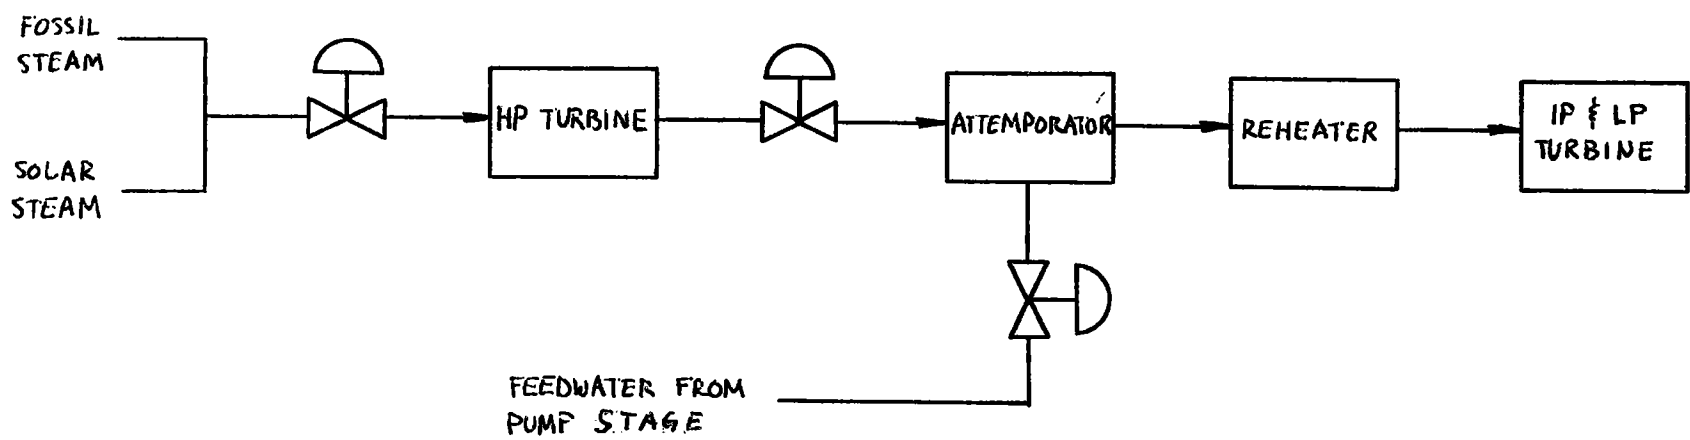 FOSSIL
STEAM
SOLAR
STEAM
HP TURBINE
ATTEMPORATOR
REHEATER
IP & LP
TURBINE
FEEDWATER FROM
PUMP STAGE